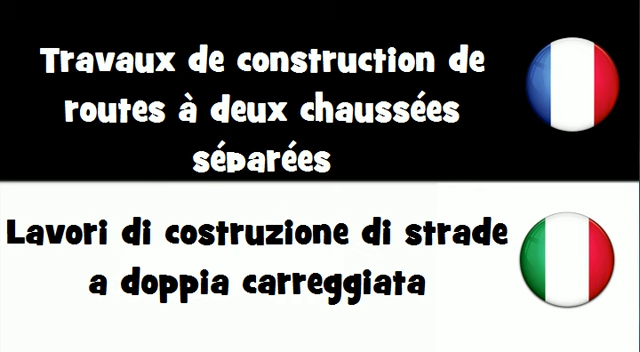 Travaux de construction de
routes à deux chaussées
séparées
Lavori di costruzione di strade
a doppia carreggiata